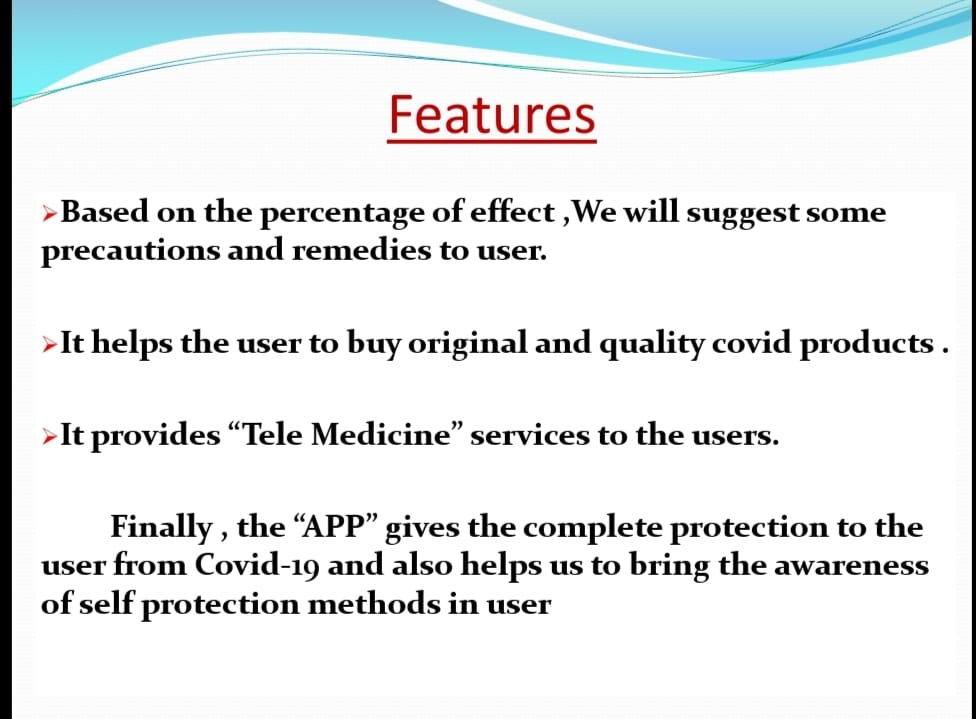 Features
➢Based on the percentage of effect ,We will suggest some
precautions and remedies to user.
➢It helps the user to buy original and quality covid products .
➢It provides “Tele Medicine” services to the users.
Finally , the “APP” gives the complete protection to the
user from Covid-19 and also helps us to bring the awareness
of self protection methods in user